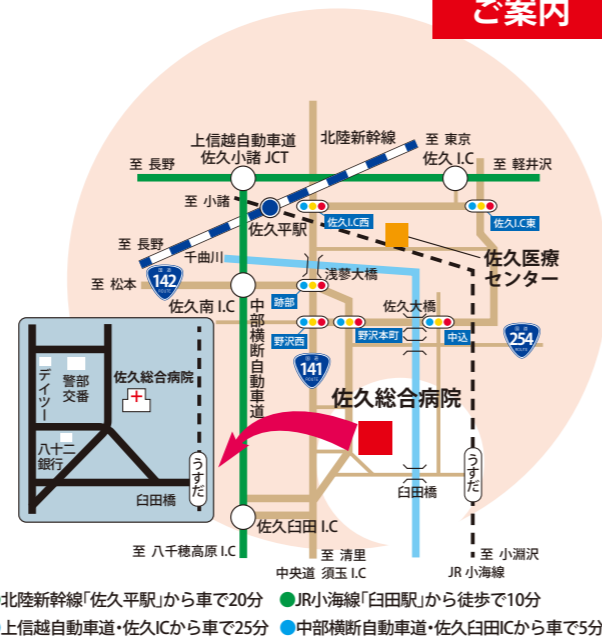 ご案内
上信越自動車道
佐久小諸 JCT
北陸新幹線
至 東京
佐久 I.C
至 長野
至 軽井沢
至 小諸
佐久平駅
佐久I.C西
佐久I.C東
至 長野
千曲川
佐久医療
センター
浅蓼大橋
至 松本
国道
142
ROUTE
佐久南 I.C
跡部
佐久大橋
野沢西
野沢本町
中込
国道
254
ROUTE
中部横断自動車道
国道
141
ROUTE
佐久総合病院
デイツー
警部
交番
佐久総合病院
八十二
銀行
うすだ
臼田橋
臼田橋
うすだ
佐久臼田 I.C
至 八千穂高原 I.C
至 清里
中央道 須玉 I.C
至 小淵沢
JR 小海線
北陸新幹線「佐久平駅」から車で20分 ●JR小海線「臼田駅」から徒歩で10分
上信越自動車道・佐久ICから車で25分 ●中部横断自動車道・佐久臼田ICから車で5分